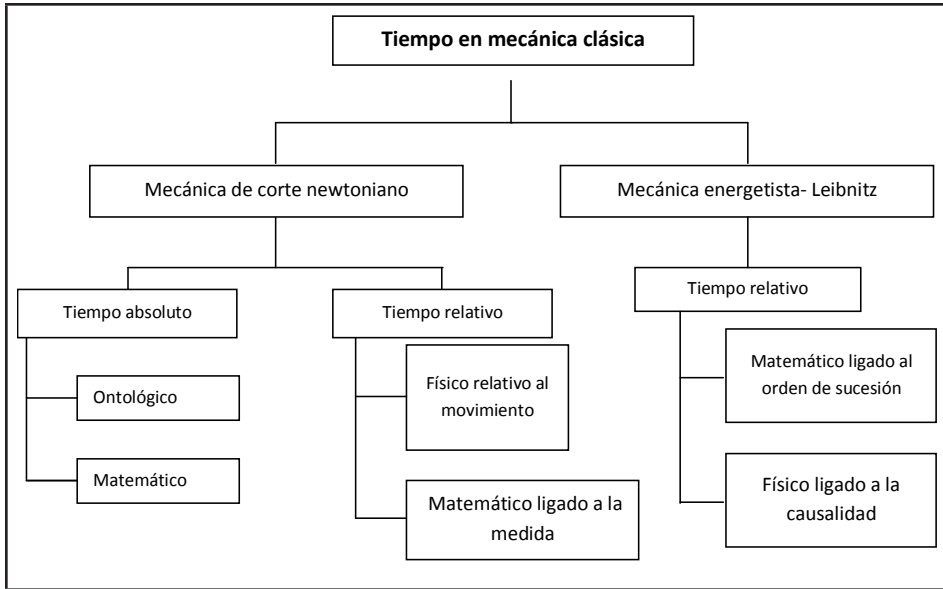 Tiempo en mecánica clásica
Mecánica de corte newtoniano
Mecánica energetista- Leibnitz
Tiempo absoluto
Tiempo relativo
Tiempo relativo
Ontológico
Matemático
Físico relativo al
movimiento
Matemático ligado a la
medida
Matemático ligado al
orden de sucesión
Físico ligado a la
causalidad